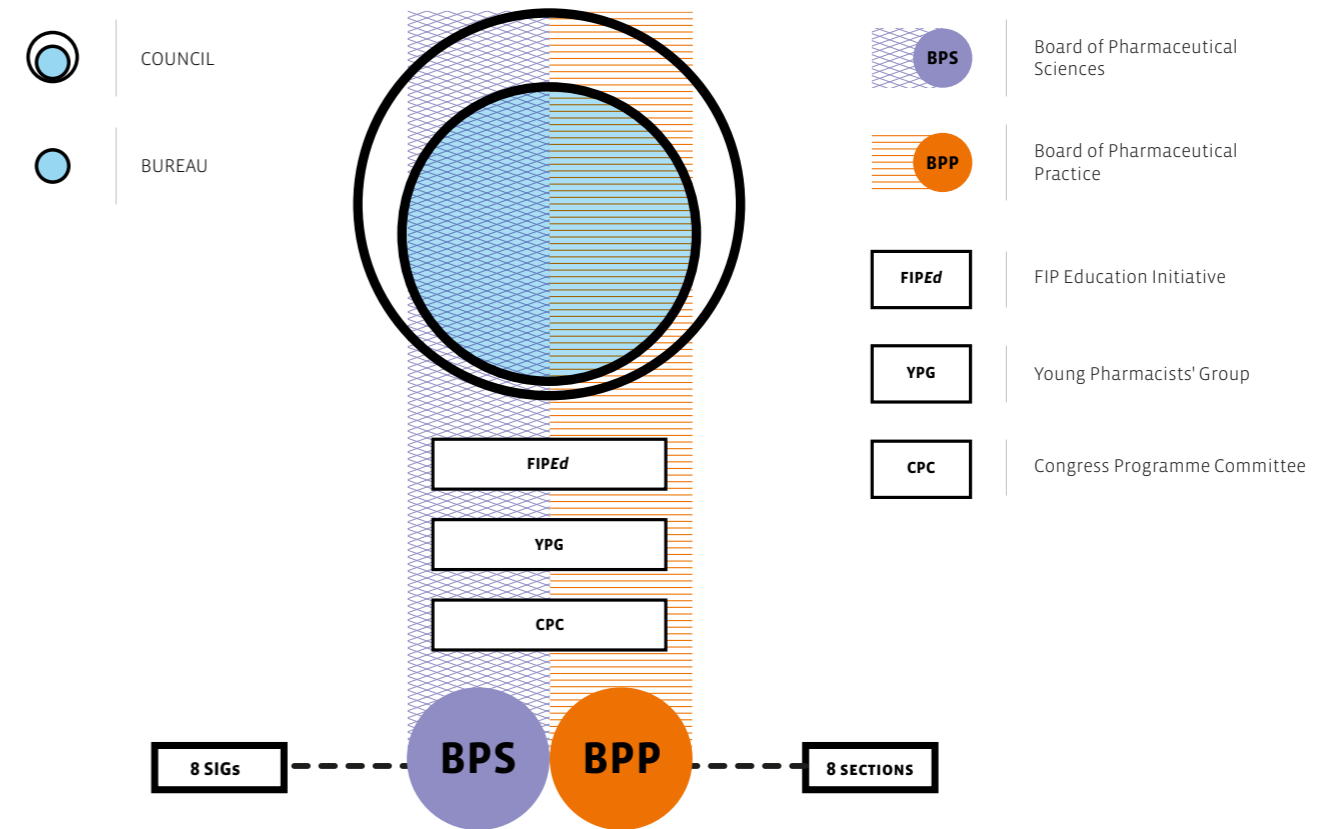 COUNCIL
BUREAU
BPS
Board of Pharmaceutical
Sciences
BPP
Board of Pharmaceutical
Practice
FIPEd
FIP Education Initiative
YPG
Young Pharmacists' Group
CPC
Congress Programme Committee
FIPEd
YPG
CPC
8 SIGs
BPS
BPP
8 SECTIONS